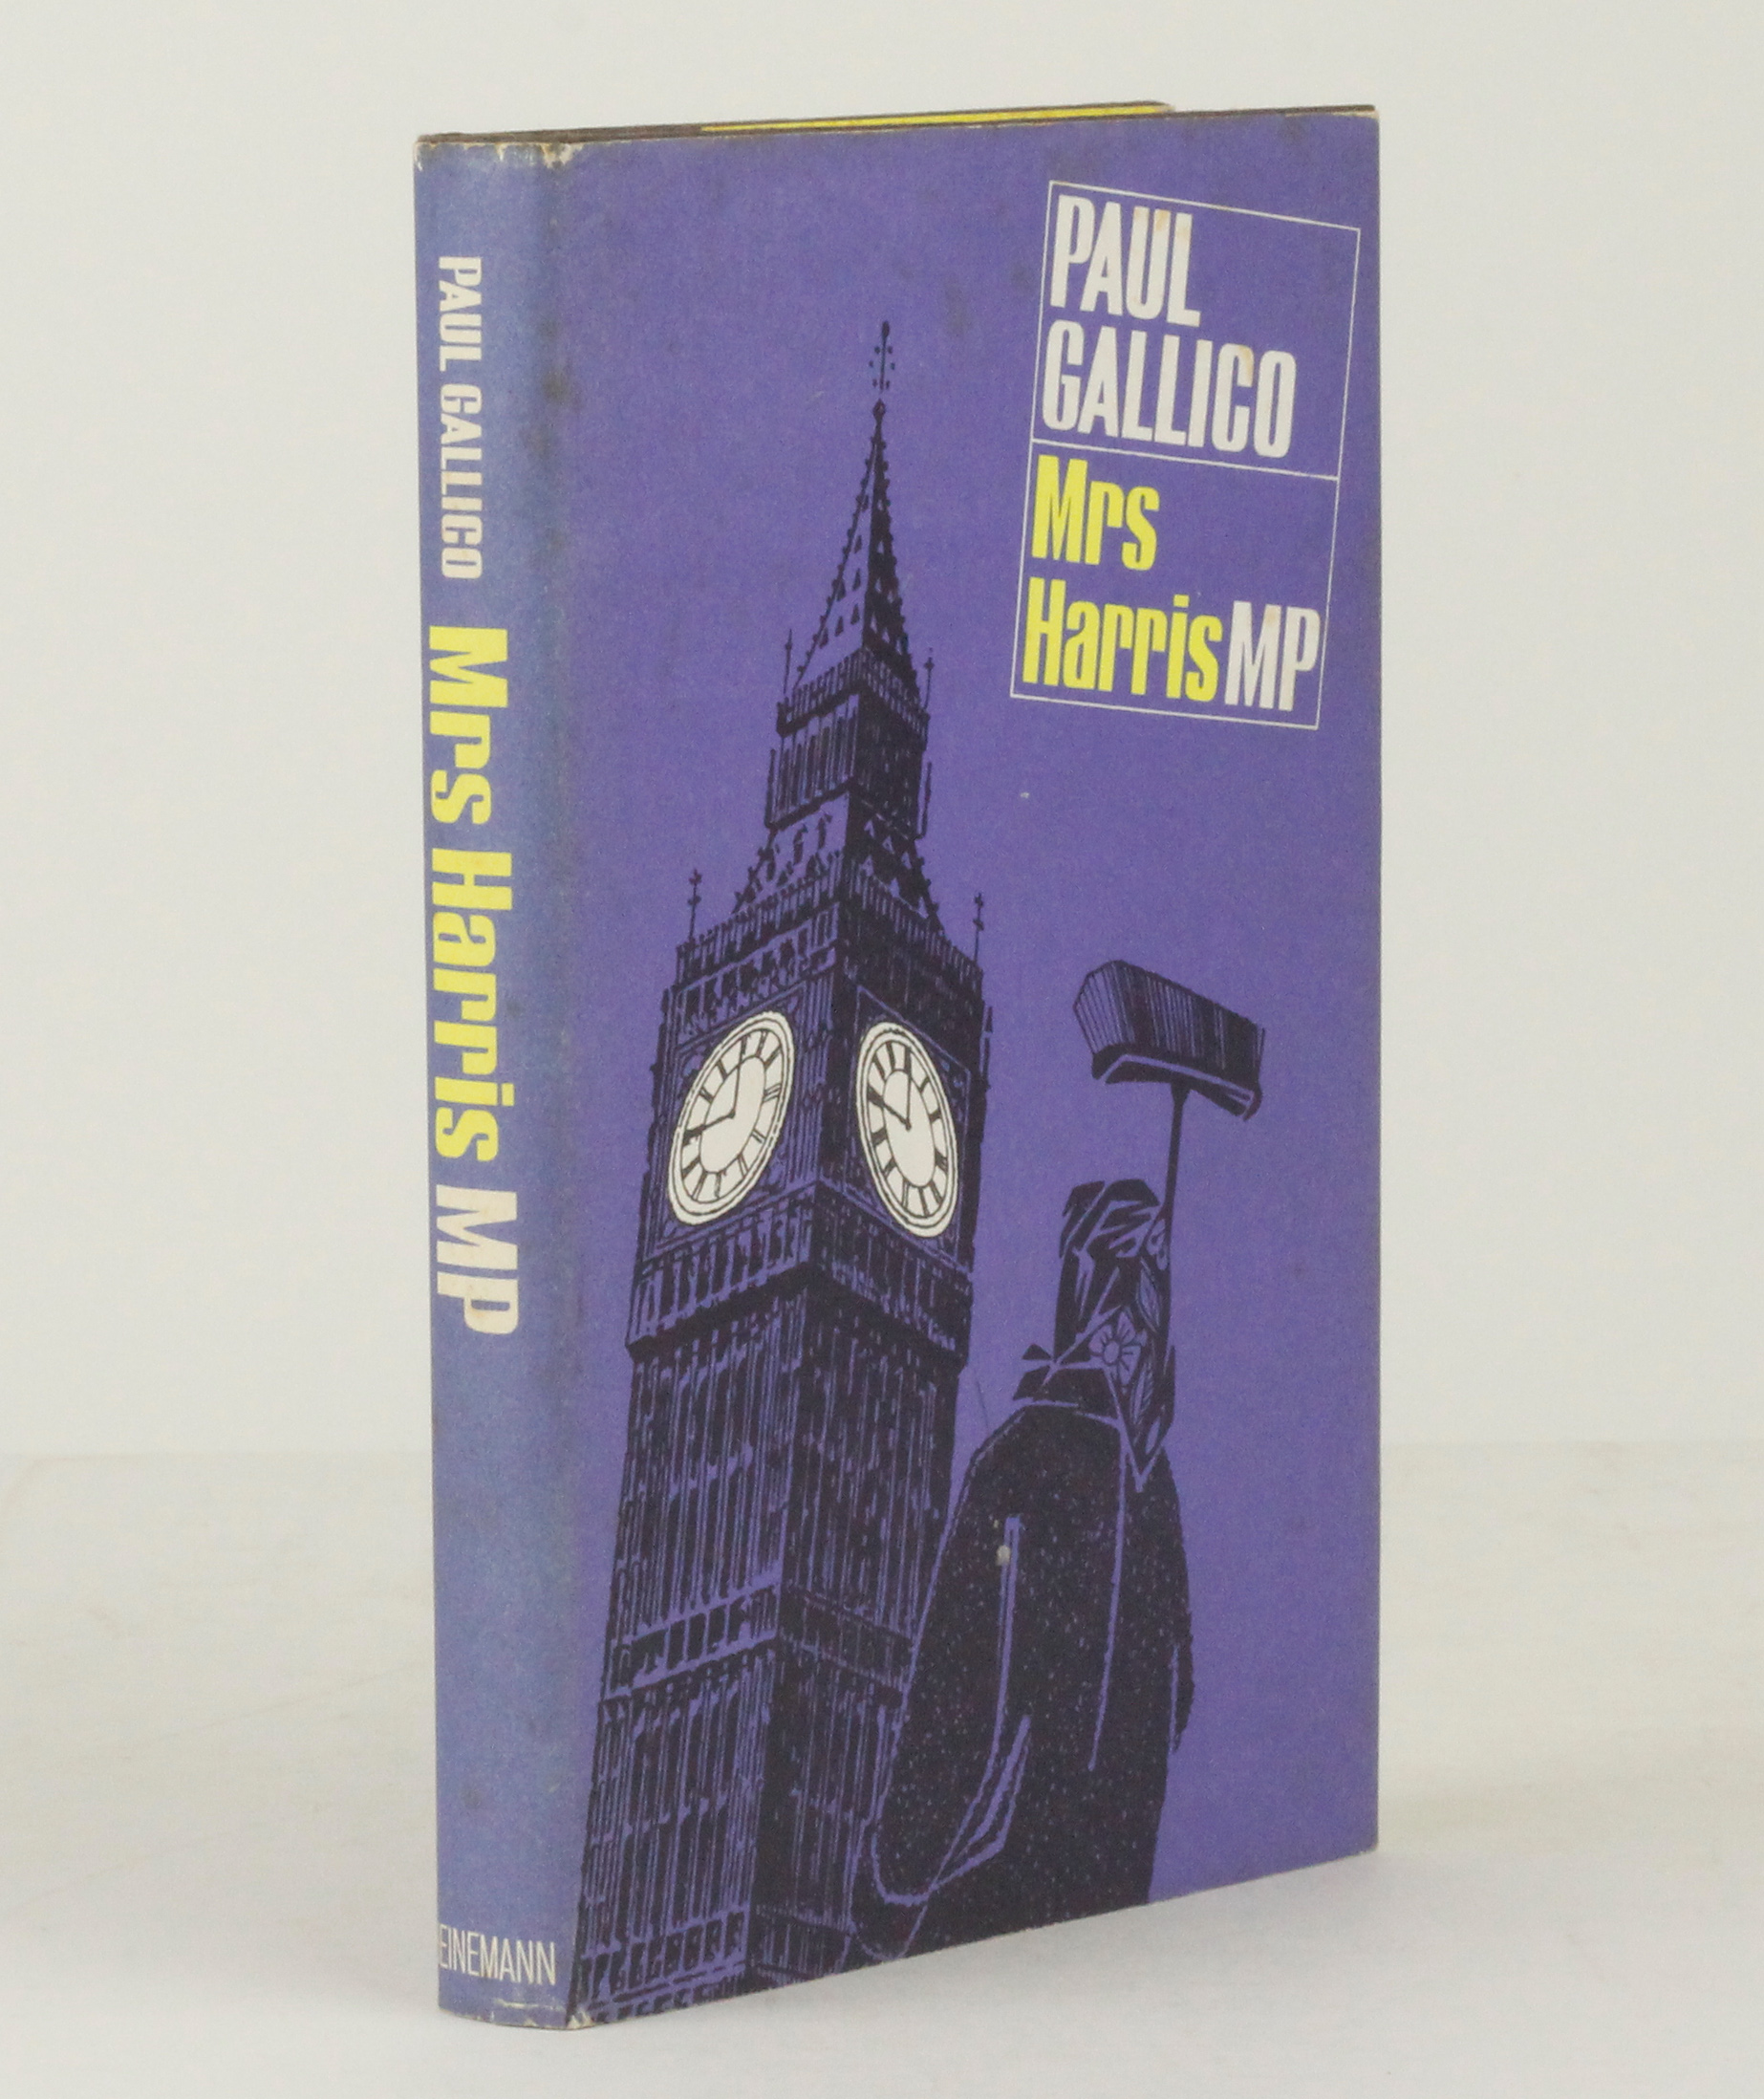 PAUL GALLICO Mrs Harris MP
EINEMANN
PAUL
GALLICO
Mrs
Harris MP